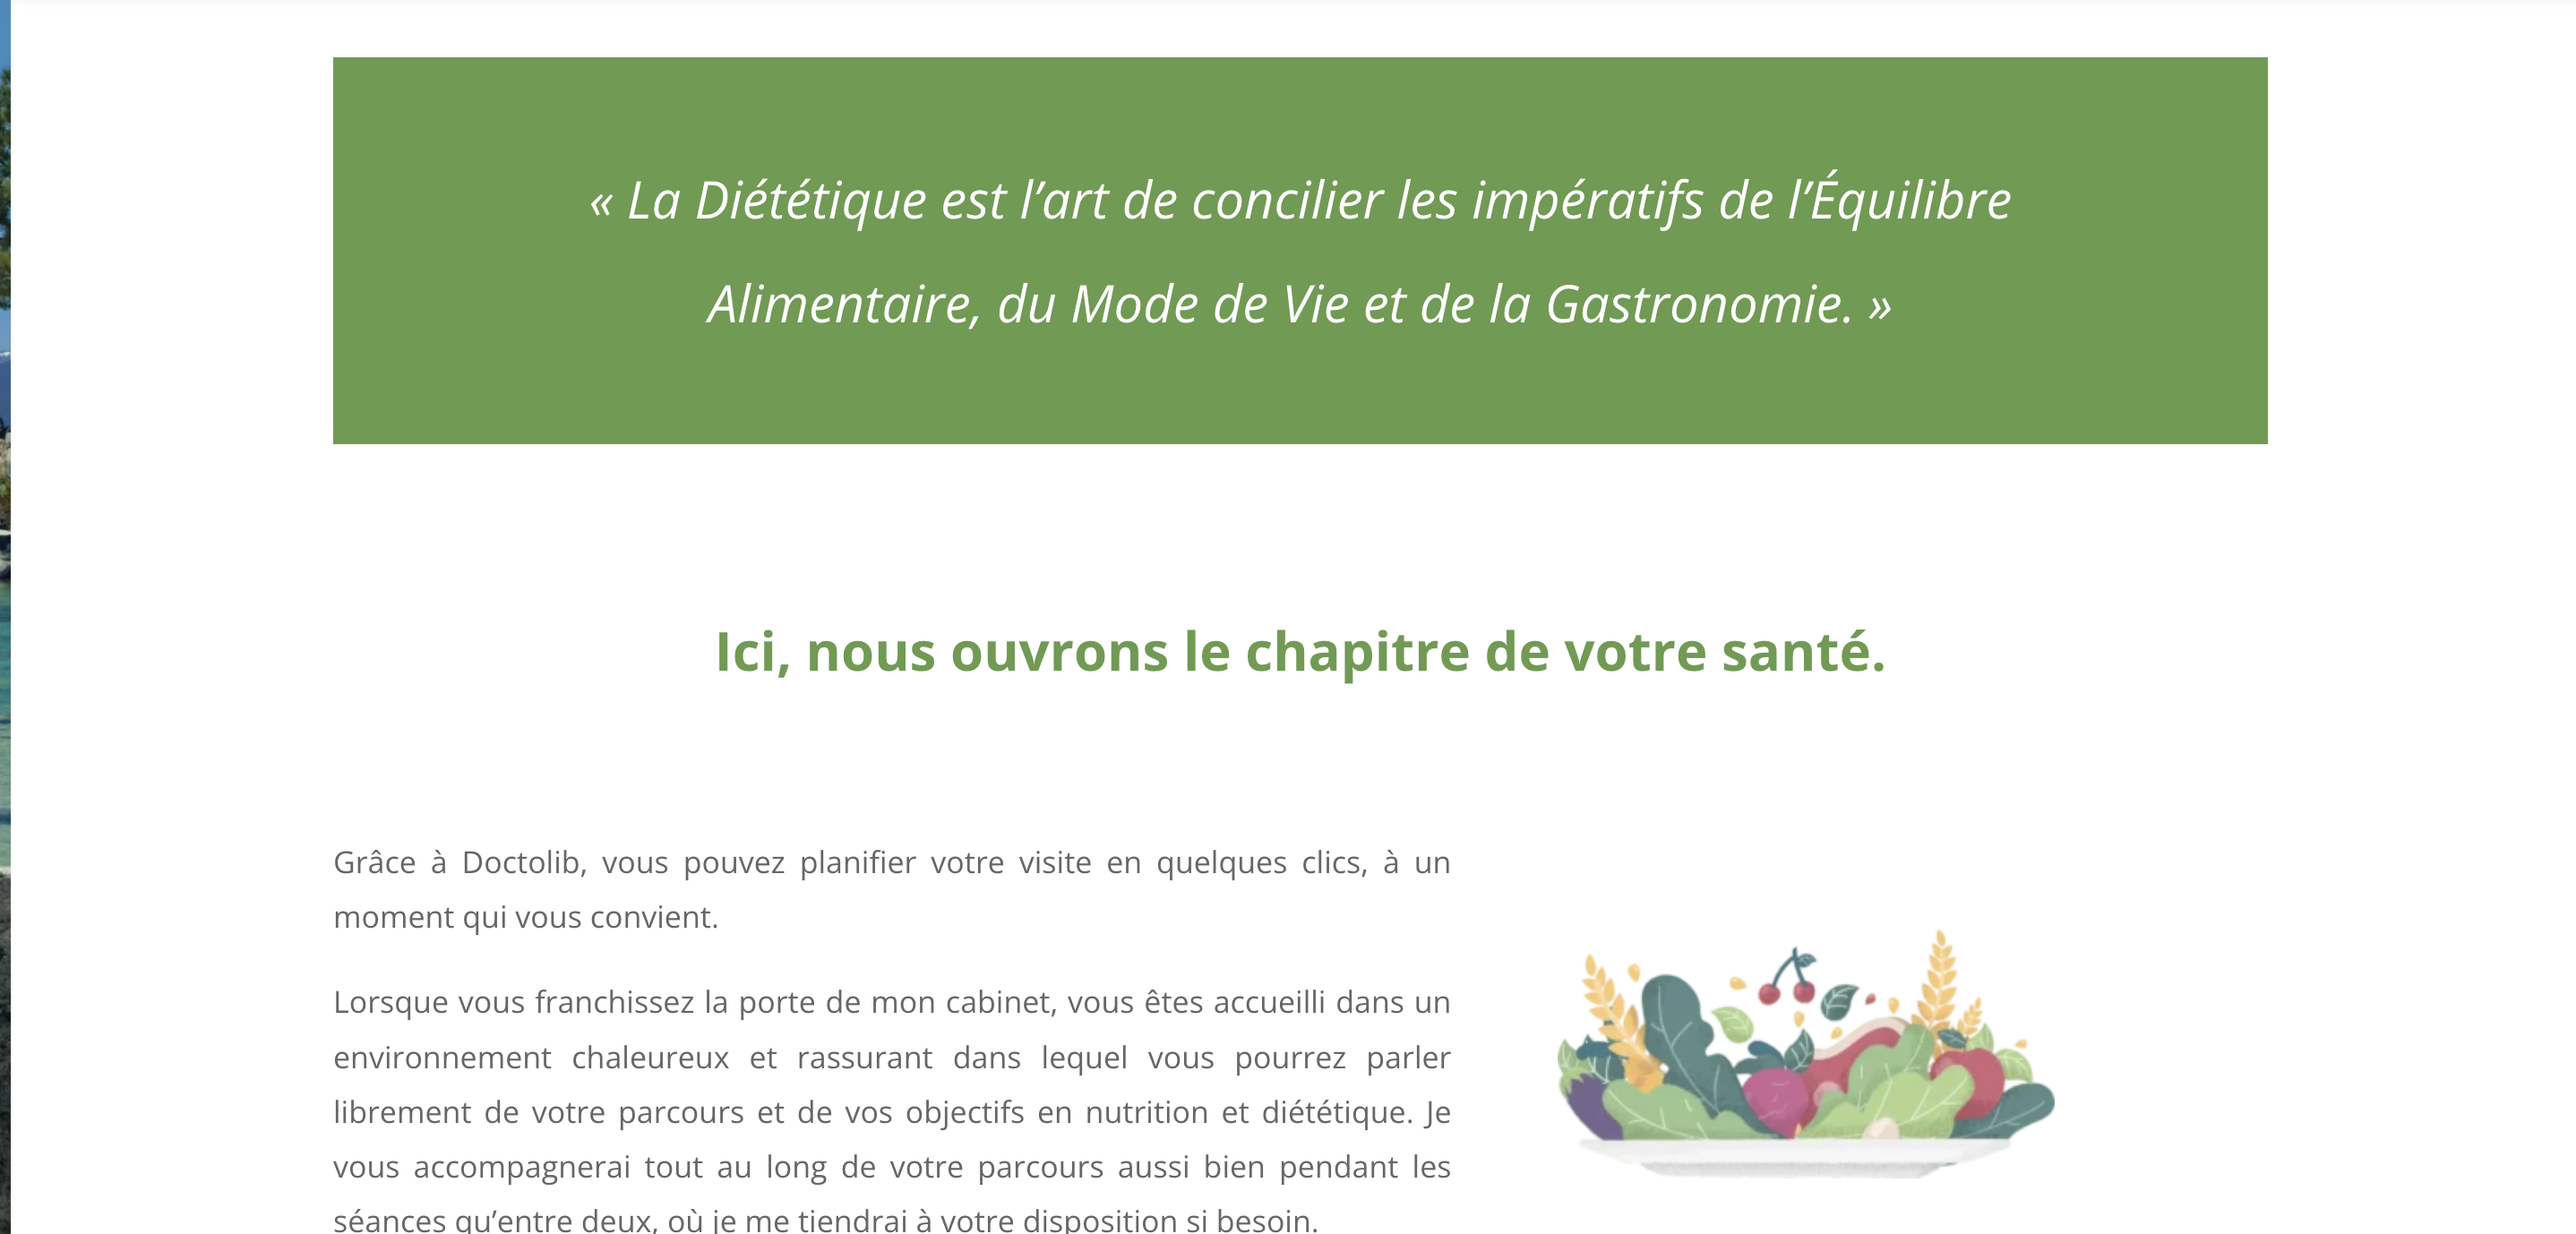 « La Diététique est l’art de concilier les impératifs de l’Équilibre
Alimentaire, du Mode de Vie et de la Gastronomie. »
Ici, nous ouvrons le chapitre de votre santé.
Grâce à Doctolib, vous pouvez planifier votre visite en quelques clics, à un
moment qui vous convient.
Lorsque vous franchissez la porte de mon cabinet, vous êtes accueilli dans un
environnement chaleureux et rassurant dans lequel vous pourrez parler
librement de votre parcours et de vos objectifs en nutrition et diététique. Je
vous accompagnerai tout au long de votre parcours aussi bien pendant les
séances qu’entre deux, où je me tiendrai à votre disposition si besoin.